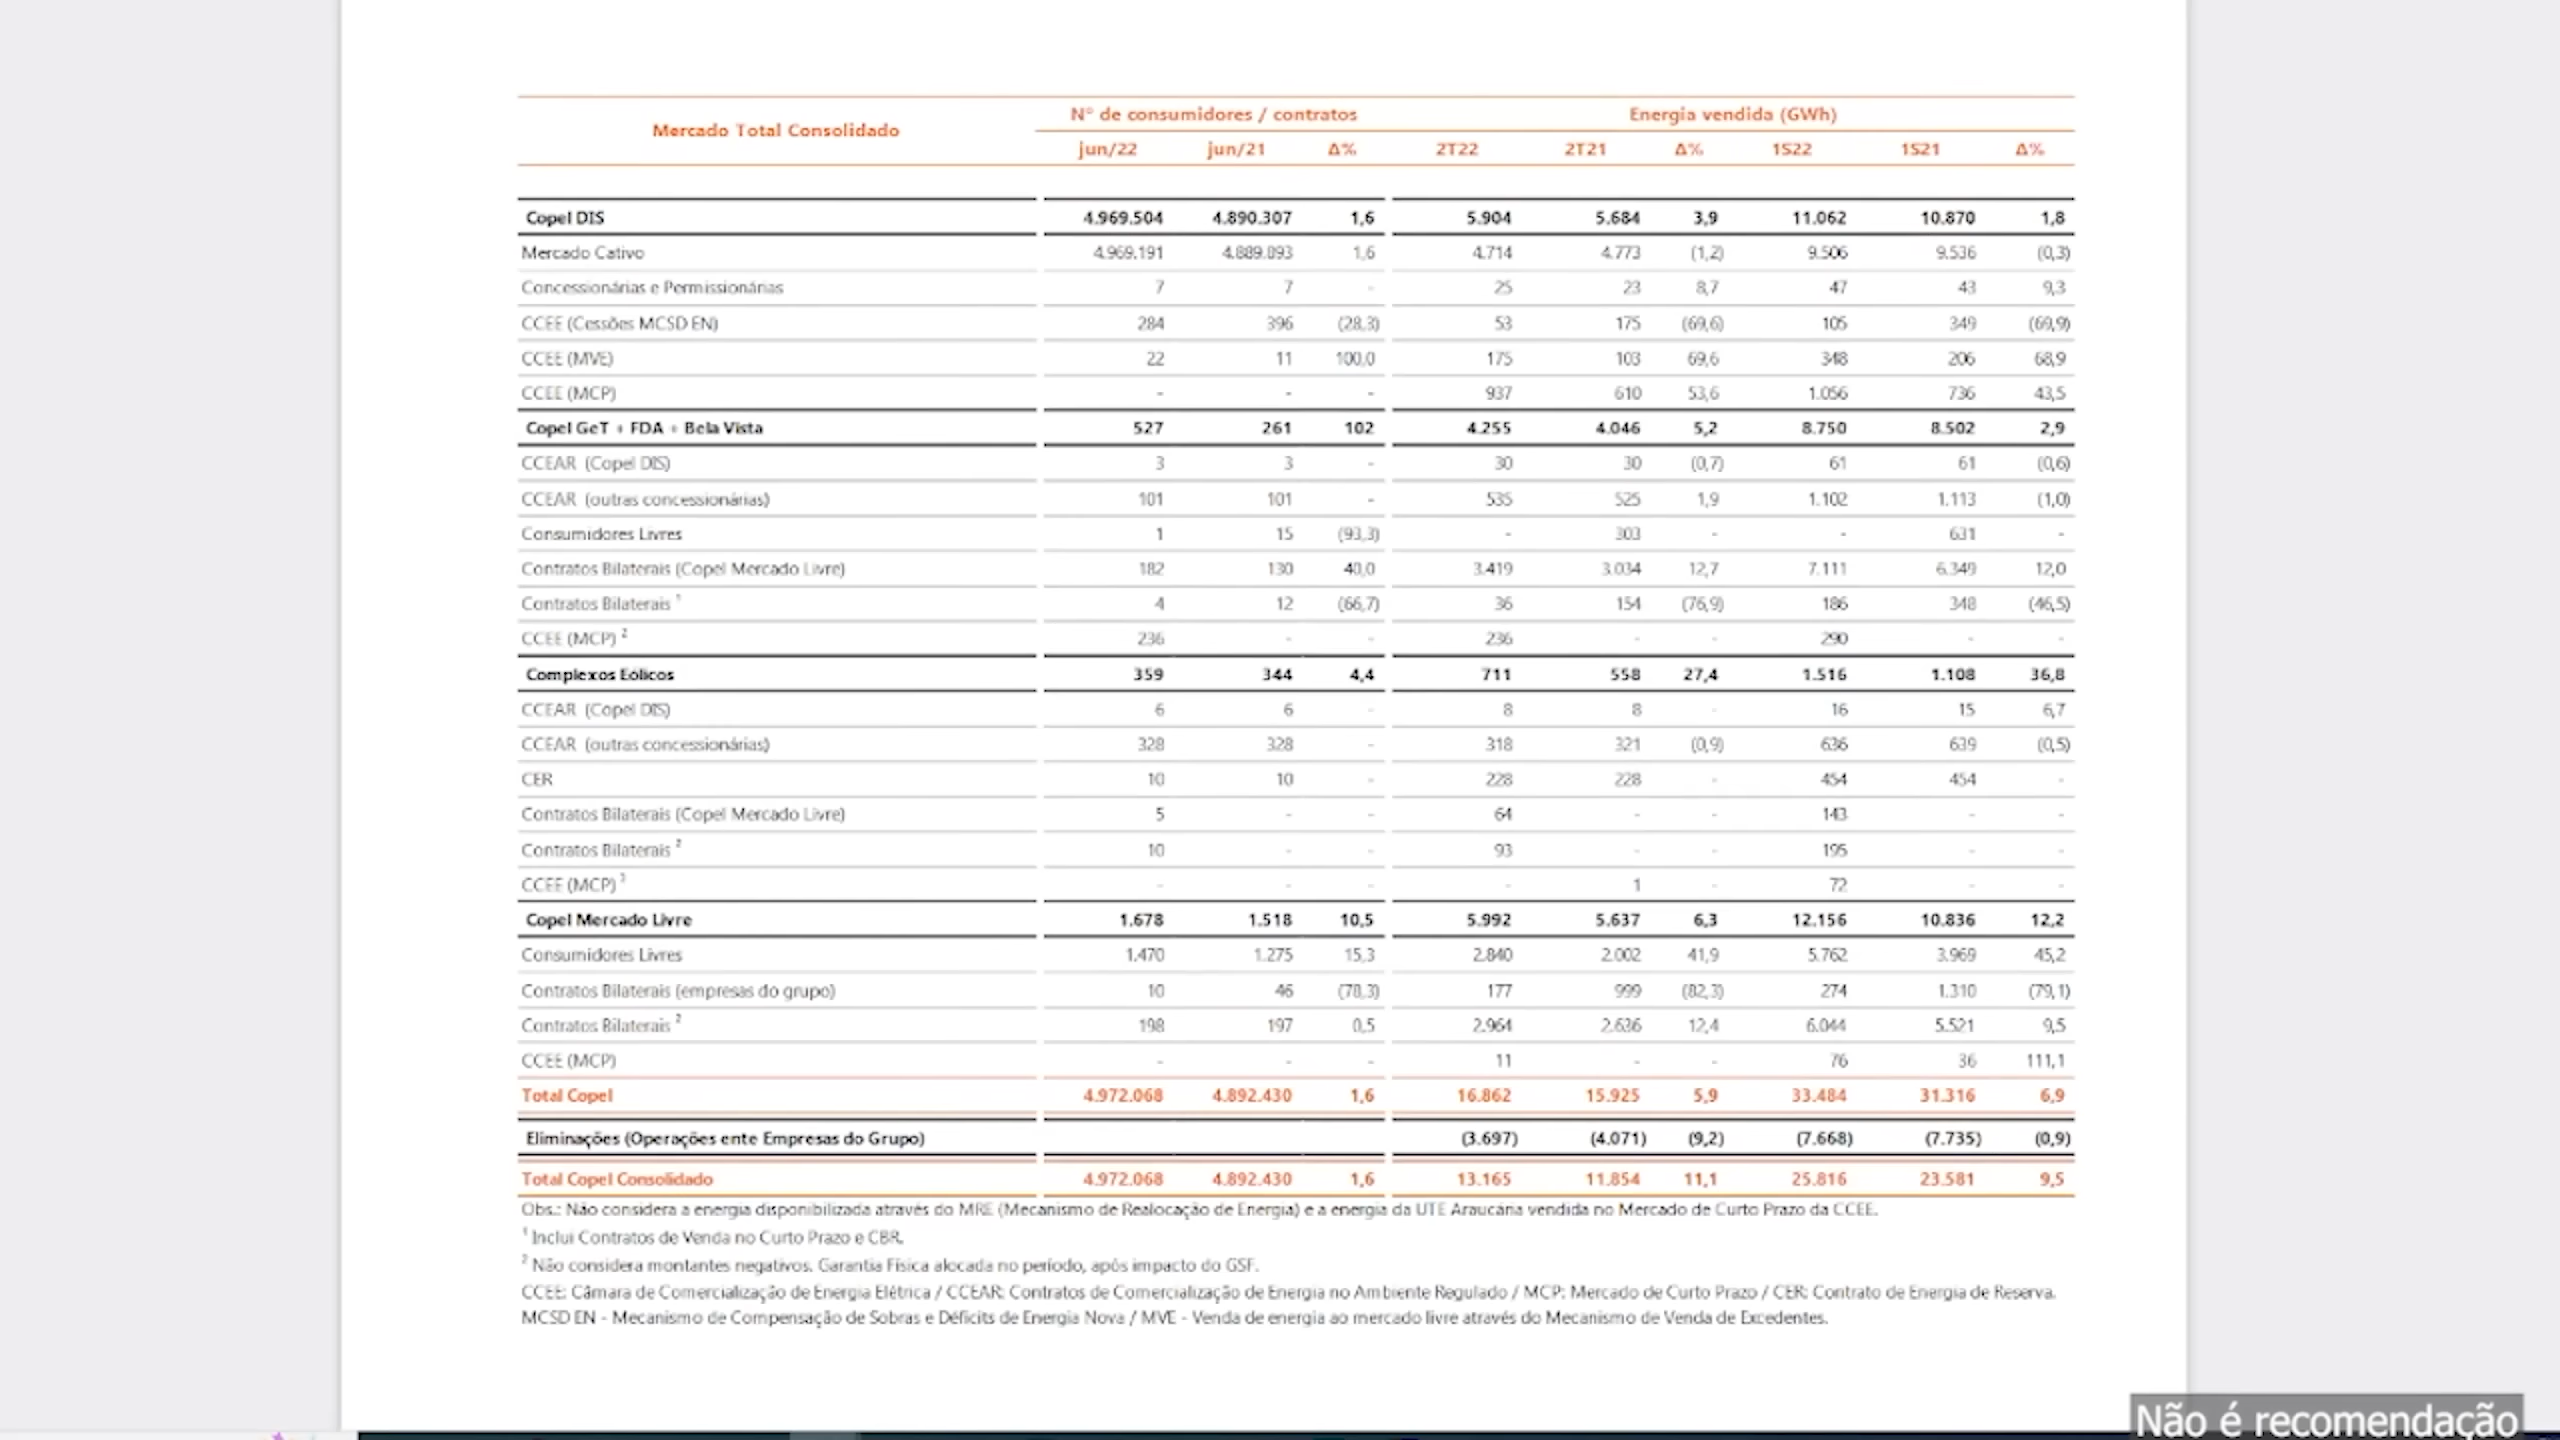 Mercado Total Consolidado Nº de consumidores / contratos Energia vendida (GWh)
jun/22 jun/21 Δ% 2T22 2T21 Δ% 1S22 1S21 Δ%
Copel DIS 4.969.504 4.890.307 1,6 5.904 5.684 3,9 11.062 10.870 1,8
Mercado Cativo 4.969.191 4.889.893 1,6 4.714 4.773 (1,2) 9.506 9.536 (0,3)
Concessionárias e Permissionárias 7 7 - 25 23 8,7 47 43 9,3
CCEE (Cessões MCSD EN) 284 396 (28,3) 53 175 (69,6) 105 349 (69,9)
CCEE (MVE) 22 11 100,0 175 103 69,6 348 206 68,9
CCEE (MCP) - - - 937 610 53,6 1.056 736 43,5
Copel GeT + FDA + Bela Vista 527 261 102 4.255 4.046 5,2 8.750 8.502 2,9
CCEAR (Copel DIS) 3 3 - 30 30 (0,7) 61 61 (0,6)
CCEAR (outras concessionárias) 101 101 - 535 525 1,9 1.102 1.113 (1,0)
Consumidores Livres 1 15 (93,3) - 303 - - 631 -
Contratos Bilaterais (Copel Mercado Livre) 182 130 40,0 3.419 3.034 12,7 7.111 6.349 12,0
Contratos Bilaterais ¹ 4 12 (66,7) 36 154 (76,9) 186 348 (46,5)
CCEE (MCP) ² 236 - - 236 - - 290 - -
Complexos Eólicos 359 344 4,4 711 558 27,4 1.516 1.108 36,8
CCEAR (Copel DIS) 6 6 - 8 8 - 16 15 6,7
CCEAR (outras concessionárias) 328 328 - 318 321 (0,9) 636 639 (0,5)
CER 10 10 - 228 228 - 454 454 -
Contratos Bilaterais (Copel Mercado Livre) 5 - - 64 - - 143 - -
Contratos Bilaterais ² 10 - - 93 - - 195 - -
CCEE (MCP) - - - - 1 - 72 - -
Copel Mercado Livre 1.678 1.518 10,5 5.992 5.637 6,3 12.156 10.836 12,2
Consumidores Livres 1.470 1.275 15,3 2.840 2.002 41,9 5.762 3.969 45,2
Contratos Bilaterais (empresas do grupo) 10 46 (78,3) 177 999 (82,3) 274 1.310 (79,1)
Contratos Bilaterais ² 198 197 0,5 2.964 2.636 12,4 6.044 5.521 9,5
CCEE (MCP) - - - 11 - - 76 36 111,1
Total Copel 4.972.068 4.892.430 1,6 16.862 15.925 5,9 33.484 31.316 6,9
Eliminações (Operações ente Empresas do Grupo) (3.697) (4.071) (9,2) (7.668) (7.735) (0,9)
Total Copel Consolidado 4.972.068 4.892.430 1,6 13.165 11.854 11,1 25.816 23.581 9,5
Obs.: Não considera a energia disponibilizada através do MRE (Mecanismo de Realocação de Energia) e a energia da UTE Araucária vendida no Mercado de Curto Prazo da CCEE.
¹ Inclui Contratos de Venda no Curto Prazo e CBR.
² Não considera montantes negativos. Garantia Física alocada no período, após impacto do GSF.
CCEE: Câmara de Comercialização de Energia Elétrica / CCEAR: Contratos de Comercialização de Energia no Ambiente Regulado / MCP: Mercado de Curto Prazo / CER: Contrato de Energia de Reserva.
MCSD EN - Mecanismo de Compensação de Sobras e Déficits de Energia Nova / MVE - Venda de energia ao mercado livre através do Mecanismo de Venda de Excedentes.
Não é recomendação